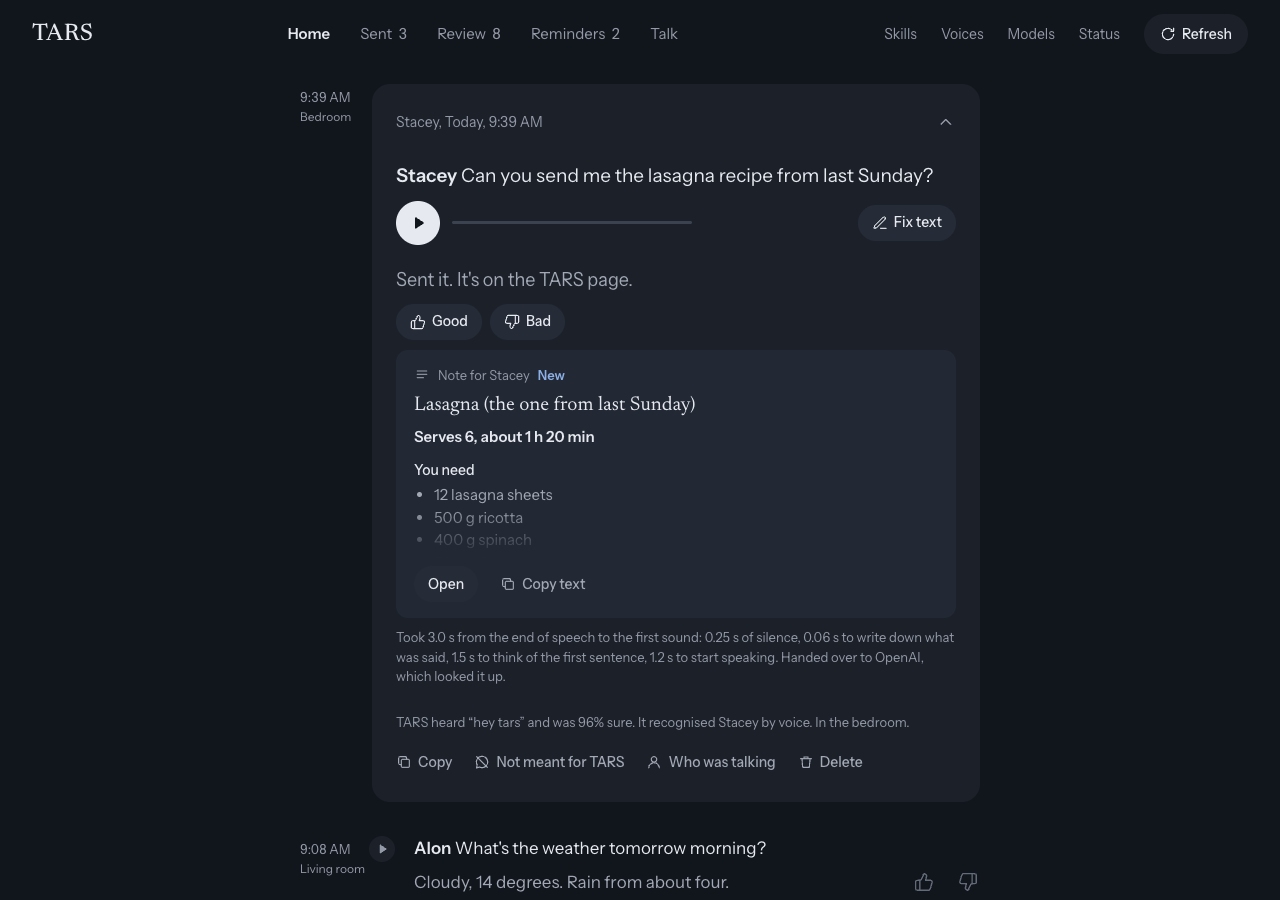 TARS
Home
Sent 3
Review 8
Reminders 2
Talk
Skills
Voices
Models
Status
Refresh
9:39 AM
Bedroom
Stacey, Today, 9:39 AM
Stacey Can you send me the lasagna recipe from last Sunday?
Fix text
Sent it. It's on the TARS page.
Good
Bad
Note for Stacey New
Lasagna (the one from last Sunday)
Serves 6, about 1 h 20 min
You need
• 12 lasagna sheets
• 500 g ricotta
• 400 g spinach
Open
Copy text
Took 3.0 s from the end of speech to the first sound: 0.25 s of silence, 0.06 s to write down what
was said, 1.5 s to think of the first sentence, 1.2 s to start speaking. Handed over to OpenAI,
which looked it up.
TARS heard “hey tars” and was 96% sure. It recognised Stacey by voice. In the bedroom.
Copy
Not meant for TARS
Who was talking
Delete
9:08 AM
Living room
Alon What's the weather tomorrow morning?
Cloudy, 14 degrees. Rain from about four.